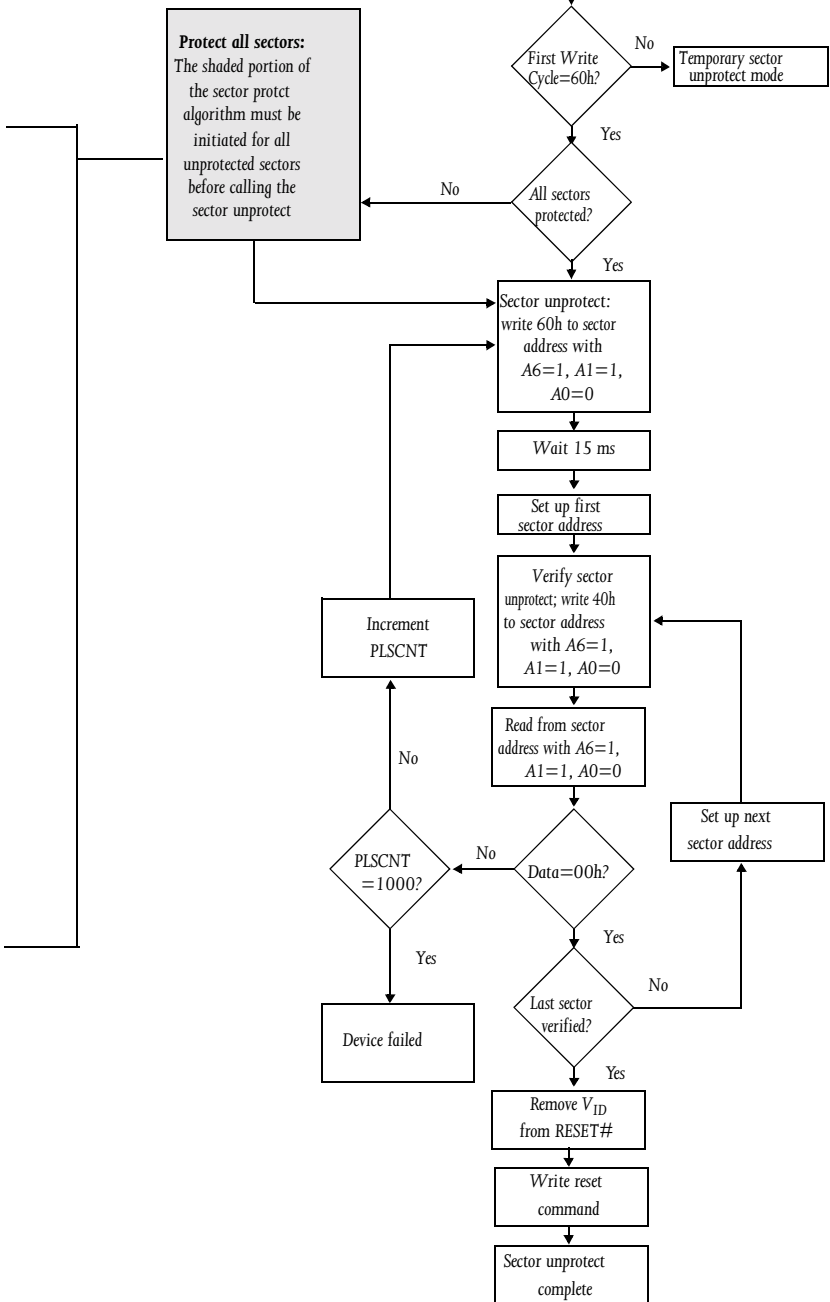 Protect all sectors:
The shaded portion of
the sector protct
algorithm must be
initiated for all
unprotected sectors
before calling the
sector unprotect
First Write
Cycle=60h?
No
Temporary sector
unprotect mode
Yes
All sectors
protected?
No
Yes
Sector unprotect:
write 60h to sector
address with
A6=1, A1=1,
A0=0
Wait 15 ms
Set up first
sector address
Verify sector
unprotect; write 40h
to sector address
with A6=1,
A1=1, A0=0
Increment
PLSCNT
Read from sector
address with A6=1,
A1=1, A0=0
No
Set up next
sector address
Data=00h?
No
PLSCNT
=1000?
Yes
Yes
Last sector
verified?
No
Device failed
Yes
Remove VID
from RESET#
Write reset
command
Sector unprotect
complete